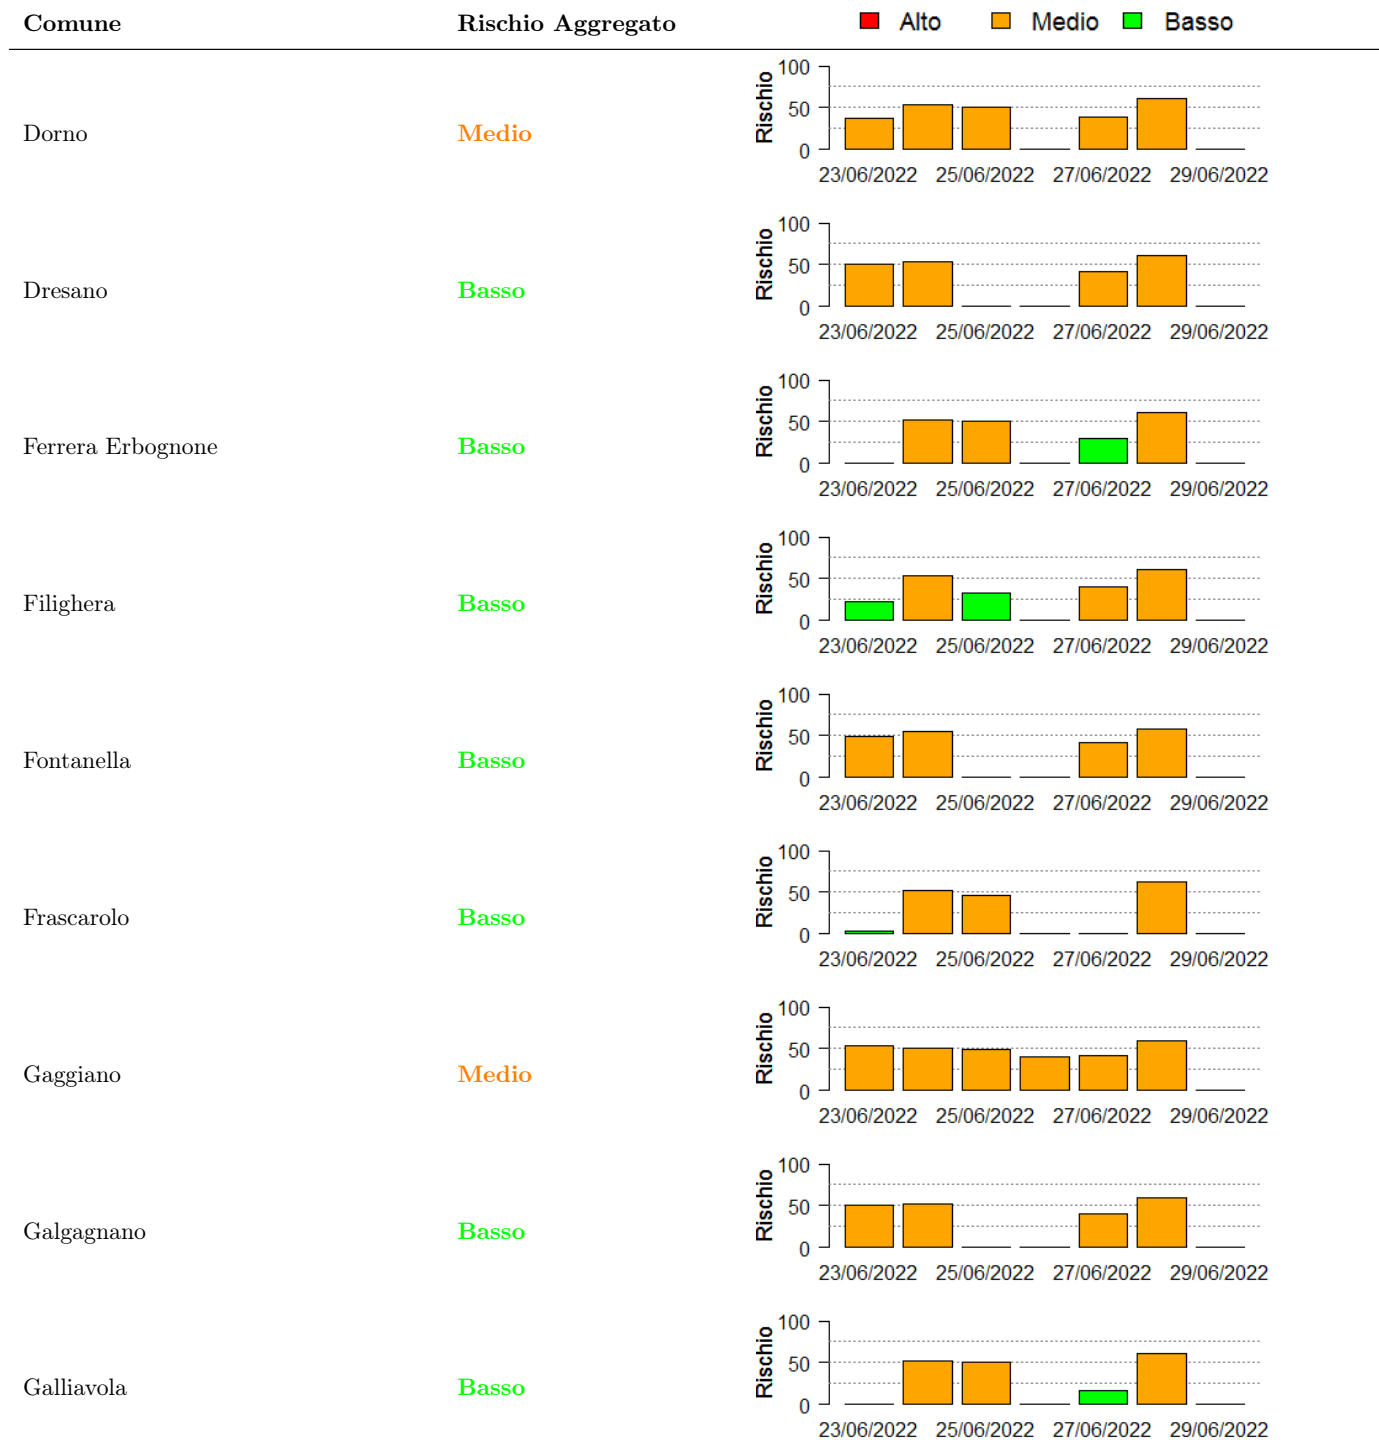 Comune Rischio Aggregato Alto Medio Basso
Dorno Medio
Rischio
100
50
0
23/06/2022 25/06/2022 27/06/2022 29/06/2022
Dresano Basso
Rischio
100
50
0
23/06/2022 25/06/2022 27/06/2022 29/06/2022
Ferrera Erbognone Basso
Rischio
100
50
0
23/06/2022 25/06/2022 27/06/2022 29/06/2022
Filighera Basso
Rischio
100
50
0
23/06/2022 25/06/2022 27/06/2022 29/06/2022
Fontanella Basso
Rischio
100
50
0
23/06/2022 25/06/2022 27/06/2022 29/06/2022
Frascarolo Basso
Rischio
100
50
0
23/06/2022 25/06/2022 27/06/2022 29/06/2022
Gaggiano Medio
Rischio
100
50
0
23/06/2022 25/06/2022 27/06/2022 29/06/2022
Galgagnano Basso
Rischio
100
50
0
23/06/2022 25/06/2022 27/06/2022 29/06/2022
Galliavola Basso
Rischio
100
50
0
23/06/2022 25/06/2022 27/06/2022 29/06/2022